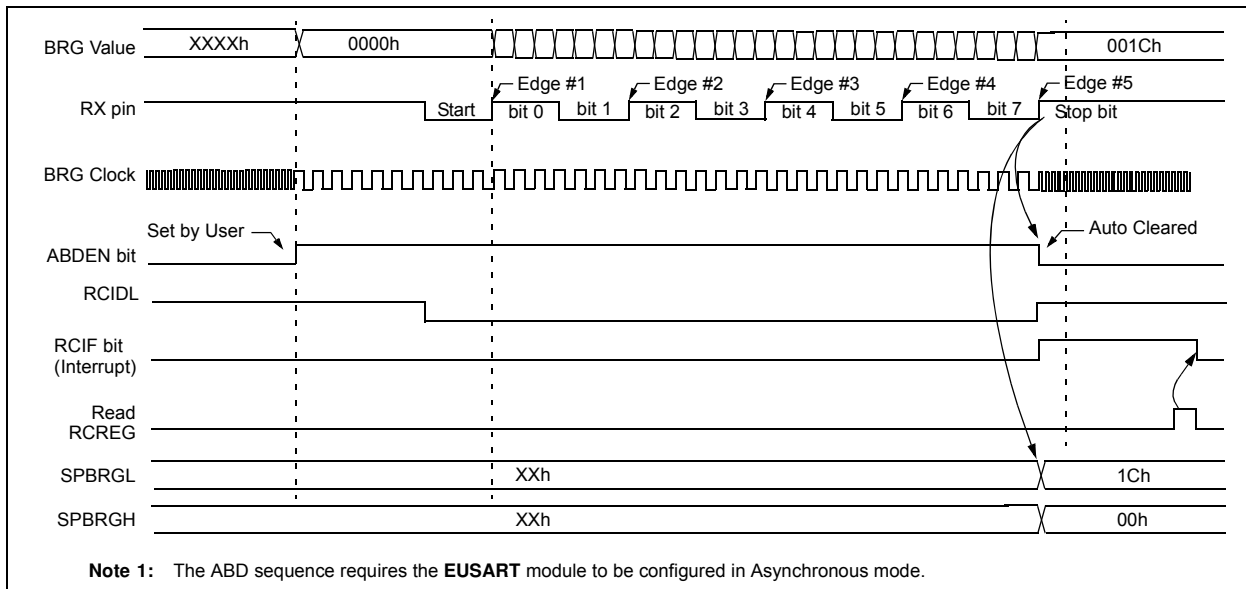 BRG Value XXXXh 0000h 001Ch
Edge #1 Edge #2 Edge #3 Edge #4 Edge #5
RX pin Start bit 0 bit 1 bit 2 bit 3 bit 4 bit 5 bit 6 bit 7 Stop bit
BRG Clock
Set by User Auto Cleared
ABDEN bit
RCIDL
RCIF bit
(Interrupt)
Read
RCREG
SPBRGL XXh 1Ch
SPBRGH XXh 00h
Note 1: The ABD sequence requires the EUSART module to be configured in Asynchronous mode.